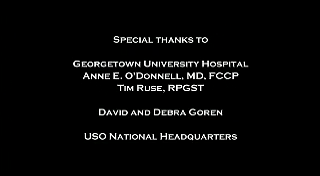 Special thanks to
Georgetown University Hospital
Anne E. O'Donnell, MD, FCCP
Tim Ruse, RPGST
David and Debra Goren
USO National Headquarters